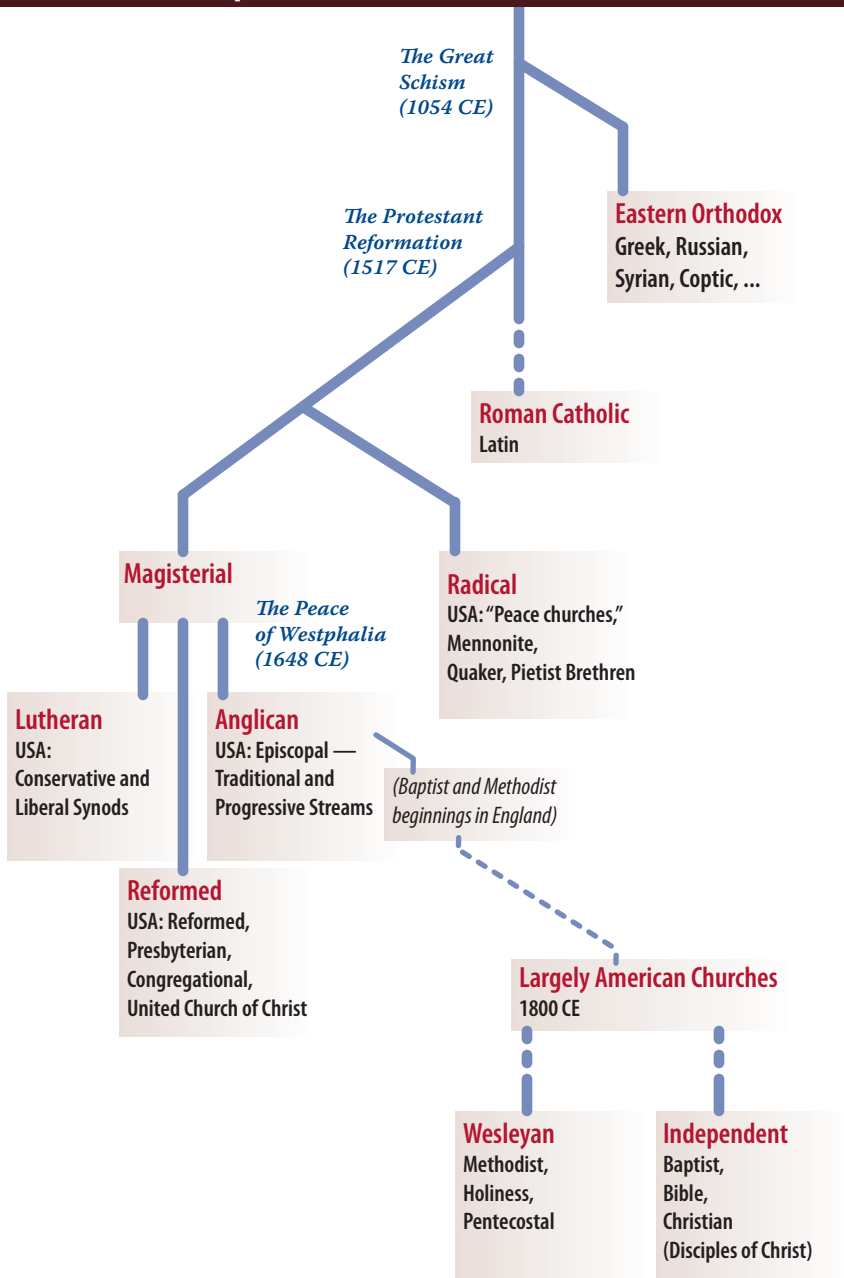 The Great
Schism
(1054 CE)
Eastern Orthodox
Greek, Russian,
Syrian, Coptic, ...
The Protestant
Reformation
(1517 CE)
Roman Catholic
Latin
Magisterial
Radical
USA: “Peace churches,”
Mennonite,
Quaker, Pietist Brethren
The Peace
of Westphalia
(1648 CE)
Lutheran
USA:
Conservative and
Liberal Synods
Anglican
USA: Episcopal —
Traditional and
Progressive Streams
(Baptist and Methodist
beginnings in England)
Reformed
USA: Reformed,
Presbyterian,
Congregational,
United Church of Christ
Largely American Churches
1800 CE
Wesleyan
Methodist,
Holiness,
Pentecostal
Independent
Baptist,
Bible,
Christian
(Disciples of Christ)